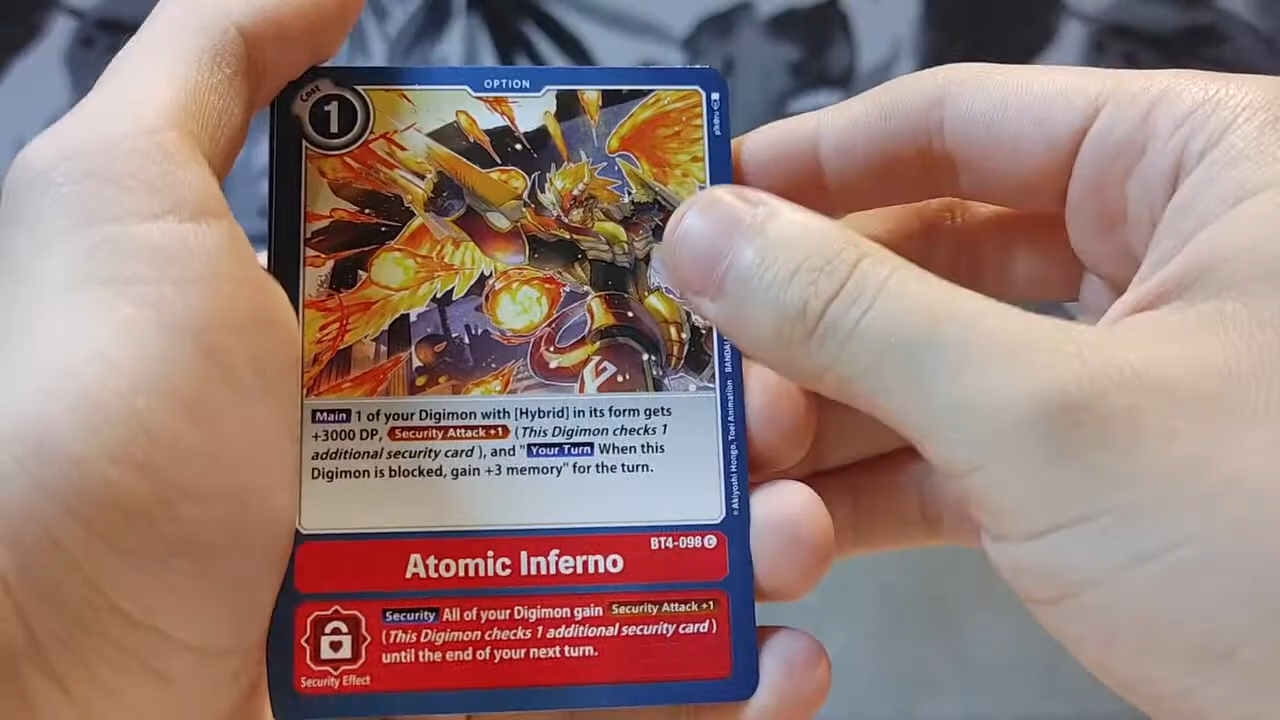 OPTION
Cost
1
Main 1 of your Digimon with [Hybrid] in its form gets
+3000 DP, Security Attack +1 (This Digimon checks 1
additional security card ), and "Your Turn When this
Digimon is blocked, gain +3 memory" for the turn.
© Akiyoshi Hongo, Toei Animation · BANDAI
BT4-098 C
Atomic Inferno
Security All of your Digimon gain Security Attack +1
(This Digimon checks 1 additional security card )
until the end of your next turn.
Security Effect